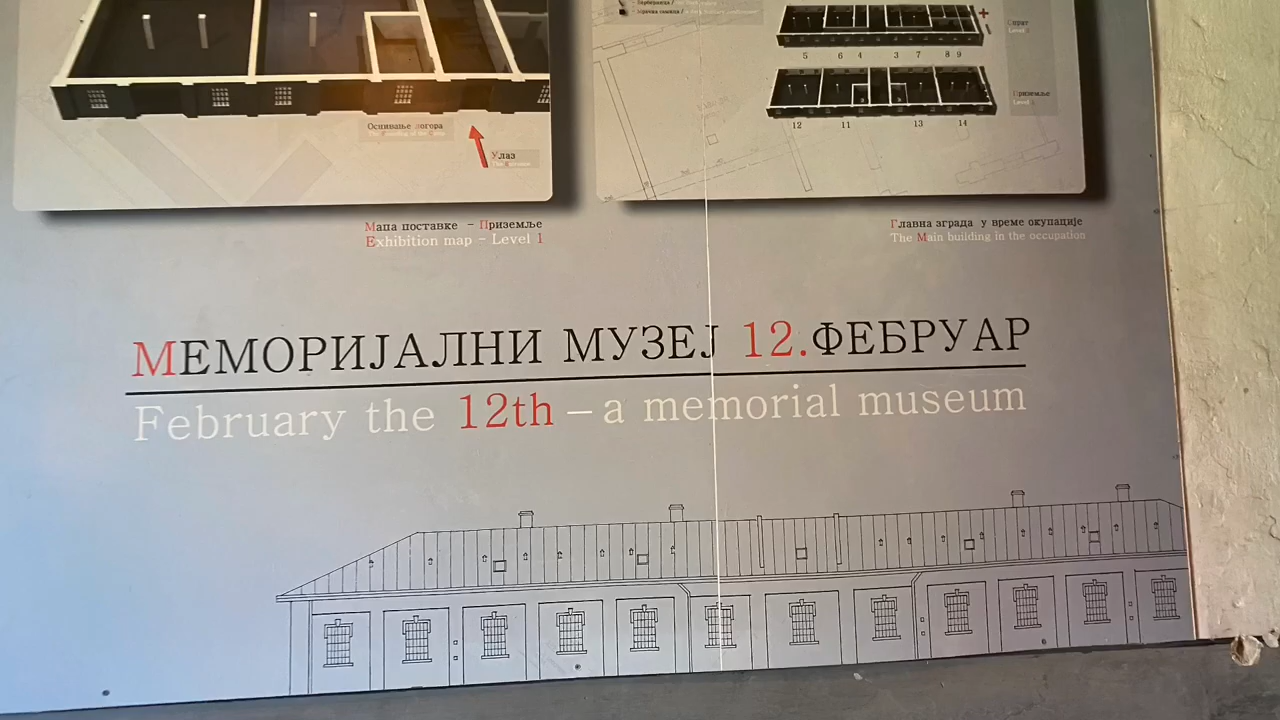 Оснивање логора
Улаз
Мапа поставке – Приземље
Exhibition map – Level 1
Спрат
Level
5 6 4 3 7 8 9
Приземље
Level
12 11 13 14
Главна зграда у време окупације
The Main building in the occupation
МЕМОРИЈАЛНИ МУЗЕЈ 12.ФЕБРУАР
February the 12th – a memorial museum